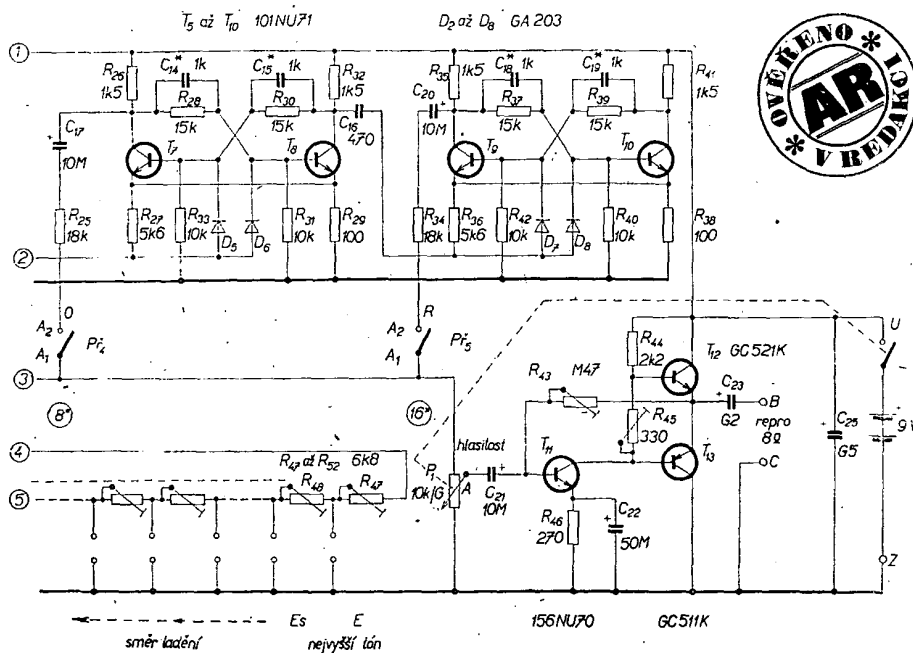 T5 až T10 101NU71
D2 až D8 GA 203
OVĚŘENO
AR
V REDAKCI
1
R26
1k5
C14* 1k
R28
15k
C15* 1k
R30
15k
R32
1k5
C16
470
C20
10M
R35
1k5
C18* 1k
R37
15k
C19* 1k
R39
15k
R41
1k5
C17
10M
T7
T8
T9
T10
R25
18k
R27
5k6
R33
10k
D5
D6
R31
10k
R29
100
R34
18k
R36
5k6
R42
10k
D7
D8
R40
10k
R38
100
2
O
A2
A1
Př4
R
A2
A1
Př5
3
8'
16'
4
5
R47 až R52 6k8
R48
R47
hlasitost
P1
10k/G
A
C21
10M
R43
M47
R44
2k2
R45
330
T11
T12 GC521K
T13
R46
270
C22
50M
C23
G2
B
repro
8Ω
C
C25
G5
U
9V
Z
156NU70
GC511K
Es
E
směr ladění
nejvyšší tón